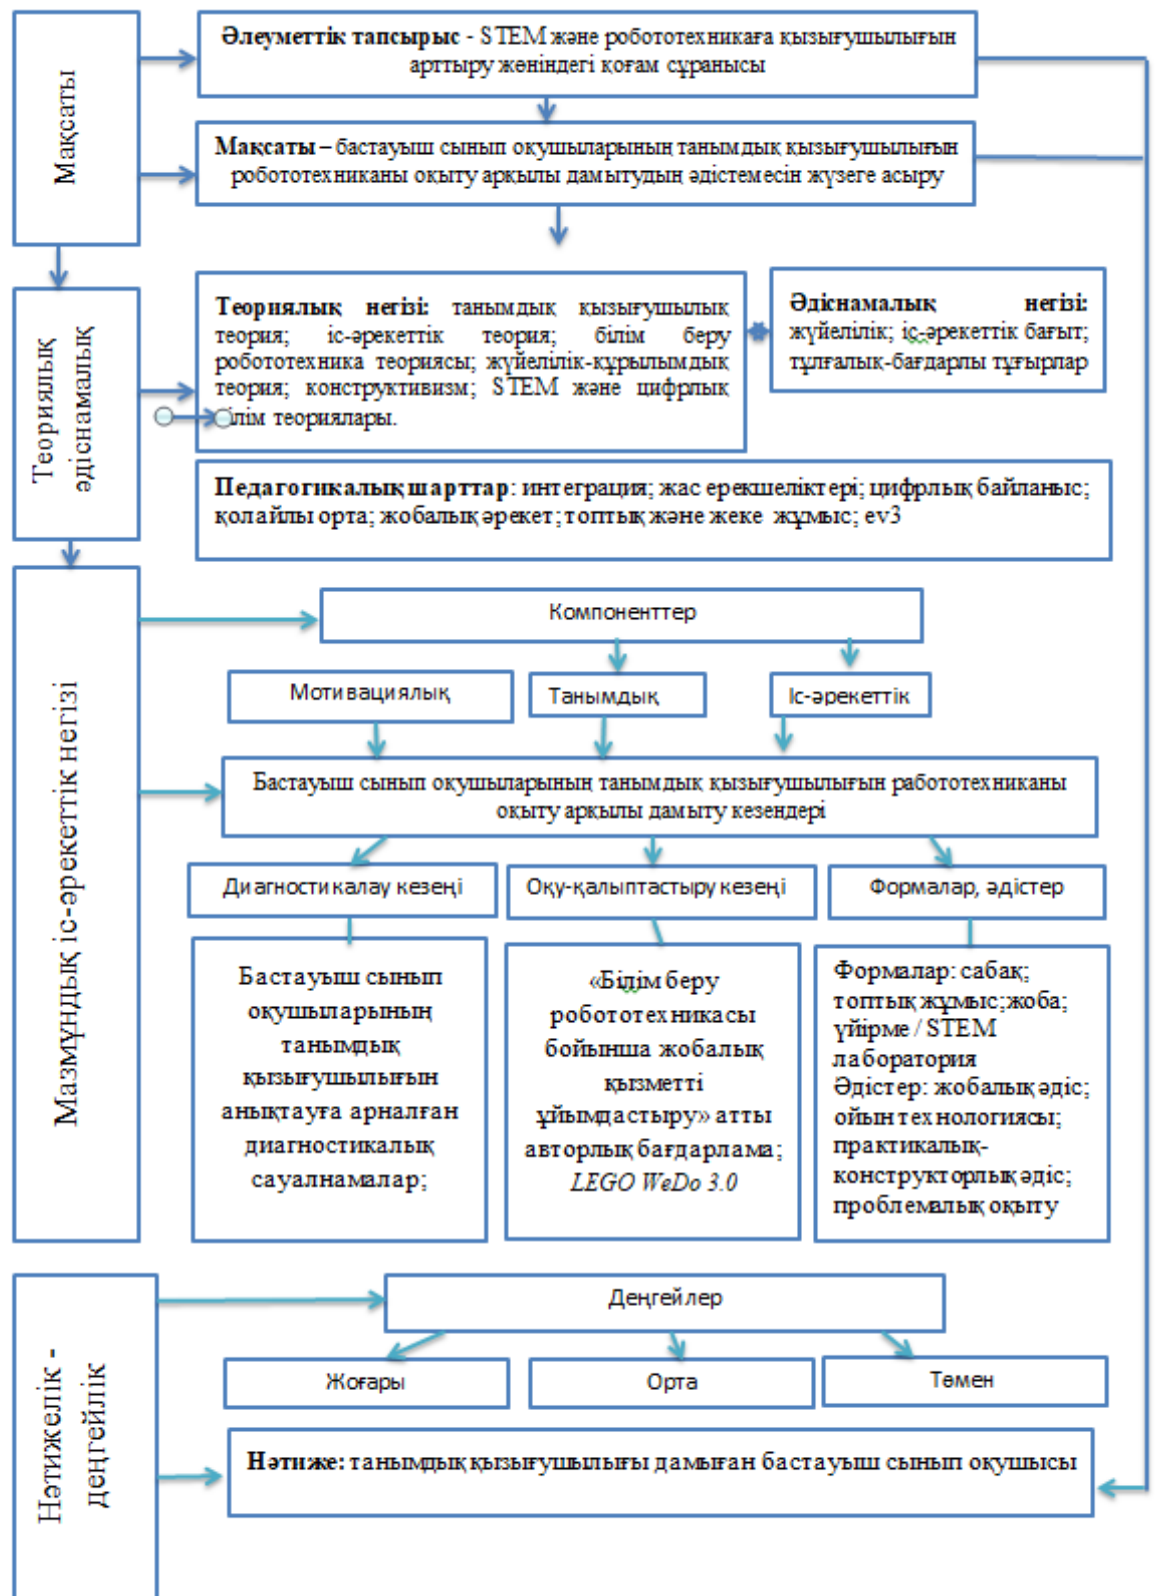 Мақсаты
Әлеуметтік тапсырыс - STEM және робототехникаға қызығушылығын
арттыру жөніндегі қоғам сұранысы
Мақсаты – бастауыш сынып оқушыларының танымдық қызығушылығын
робототехниканы оқыту арқылы дамытудың әдістемесін жүзеге асыру
Теориялық
әдіснамалық
Теориялық негізі: танымдық қызығушылық
теория; іс-әрекеттік теория; білім беру
робототехника теориясы; жүйелілік-құрылымдық
теория; конструктивизм; STEM және цифрлық
ілім теориялары.
Әдіснамалық негізі:
жүйелілік; іс-әрекеттік бағыт;
тұлғалық-бағдарлы тұғырлар
Педагогикалық шарттар: интеграция; жас ерекшеліктері; цифрлық байланыс;
қолайлы орта; жобалық әрекет; топтық және жеке жұмыс; ev3
Мазмұндық іс-әрекеттік негізі
Компоненттер
Мотивациялық
Танымдық
Іс-әрекеттік
Бастауыш сынып оқушыларының танымдық қызығушылығын работотехниканы
оқыту арқылы дамыту кезеңдері
Диагностикалау кезеңі
Оқу-қалыптастыру кезеңі
Формалар, әдістер
Бастауыш сынып
оқушыларының
танымдық
қызығушылығын
анықтауға арналған
диагностикалық
сауалнамалар;
«Білім беру
робототехникасы
бойынша жобалық
қызметті
ұйымдастыру» атты
авторлық бағдарлама;
LEGO WeDo 3.0
Формалар: сабақ;
топтық жұмыс;жоба;
үйірме / STEM
лаборатория
Әдістер: жобалық әдіс;
ойын технологиясы;
практикалық-
конструкторлық әдіс;
проблемалық оқыту
Нәтижелік -
деңгейлік
Деңгейлер
Жоғары
Орта
Төмен
Нәтиже: танымдық қызығушылығы дамыған бастауыш сынып оқушысы